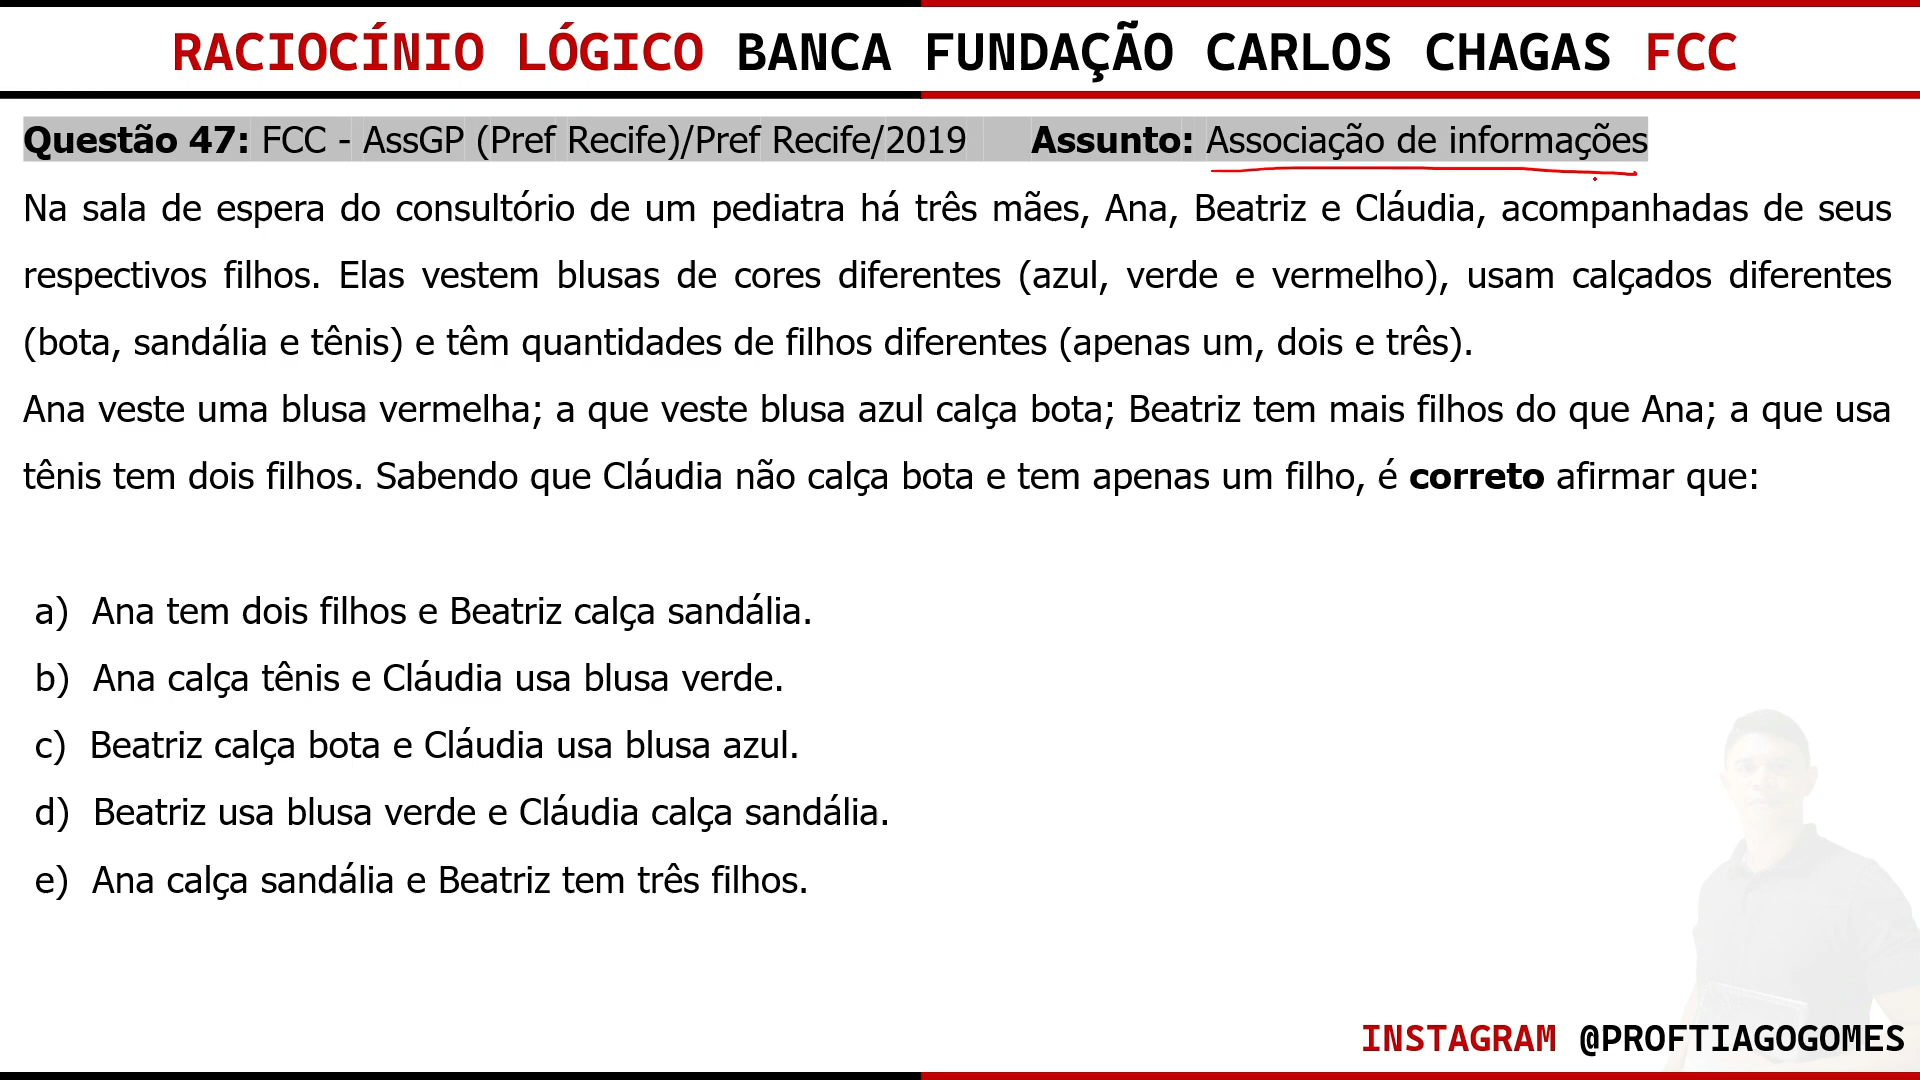 RACIOCÍNIO LÓGICO BANCA FUNDAÇÃO CARLOS CHAGAS FCC
Questão 47: FCC - AssGP (Pref Recife)/Pref Recife/2019 Assunto: Associação de informações
Na sala de espera do consultório de um pediatra há três mães, Ana, Beatriz e Cláudia, acompanhadas de seus
respectivos filhos. Elas vestem blusas de cores diferentes (azul, verde e vermelho), usam calçados diferentes
(bota, sandália e tênis) e têm quantidades de filhos diferentes (apenas um, dois e três).
Ana veste uma blusa vermelha; a que veste blusa azul calça bota; Beatriz tem mais filhos do que Ana; a que usa
tênis tem dois filhos. Sabendo que Cláudia não calça bota e tem apenas um filho, é correto afirmar que:
a) Ana tem dois filhos e Beatriz calça sandália.
b) Ana calça tênis e Cláudia usa blusa verde.
c) Beatriz calça bota e Cláudia usa blusa azul.
d) Beatriz usa blusa verde e Cláudia calça sandália.
e) Ana calça sandália e Beatriz tem três filhos.
INSTAGRAM @PROFTIAGOGOMES